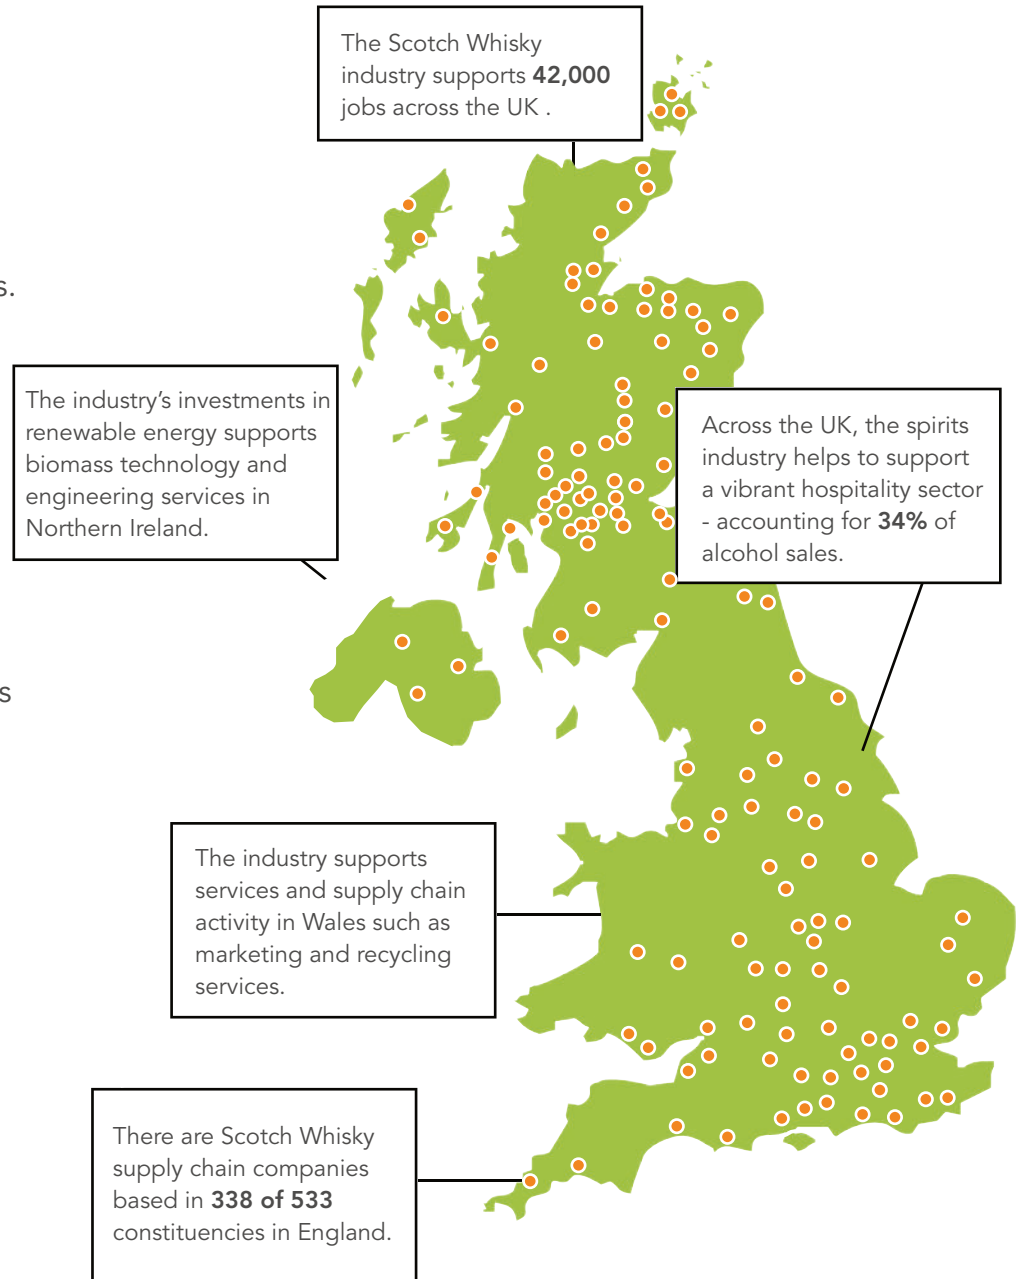 The Scotch Whisky
industry supports 42,000
jobs across the UK .
s.
The industry’s investments in
renewable energy supports
biomass technology and
engineering services in
Northern Ireland.
Across the UK, the spirits
industry helps to support
a vibrant hospitality sector
- accounting for 34% of
alcohol sales.
s
The industry supports
services and supply chain
activity in Wales such as
marketing and recycling
services.
There are Scotch Whisky
supply chain companies
based in 338 of 533
constituencies in England.